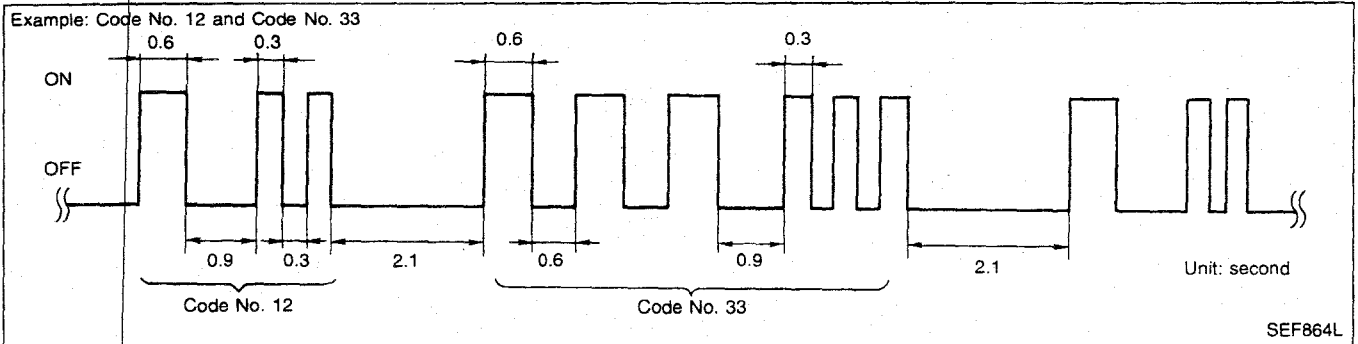 Example: Code No. 12 and Code No. 33
0.6
0.3
0.6
0.3
ON
OFF
0.9
0.3
2.1
0.6
0.9
2.1
Unit: second
Code No. 12
Code No. 33
SEF864L